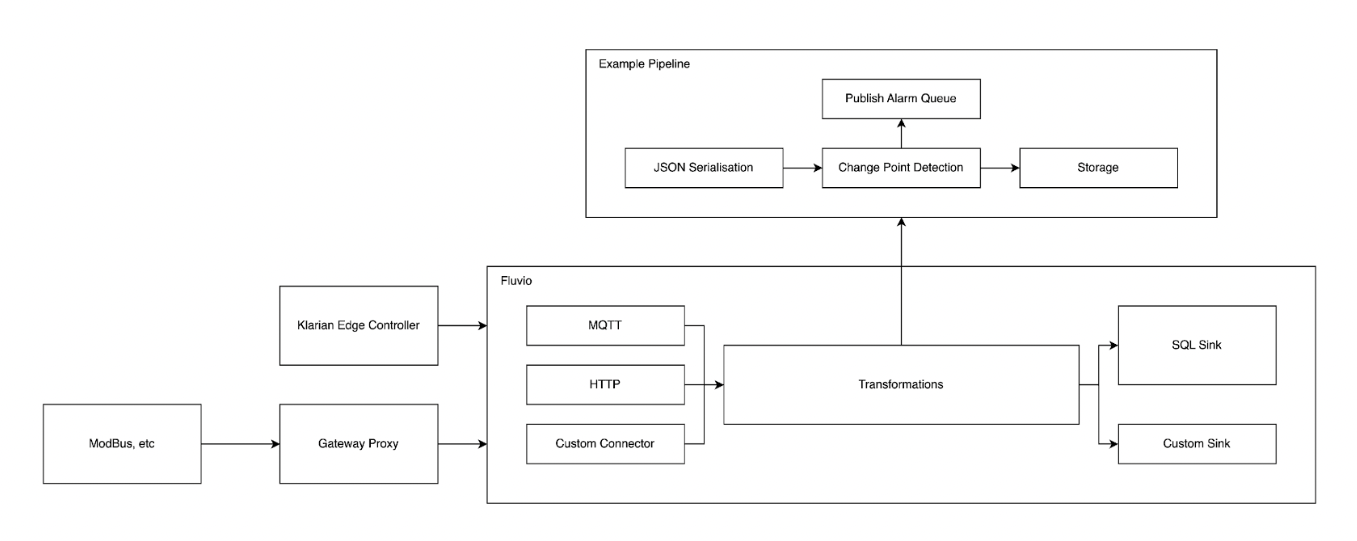 Example Pipeline
Publish Alarm Queue
JSON Serialisation
Change Point Detection
Storage
Fluvio
Klarian Edge Controller
MQTT
SQL Sink
HTTP
Transformations
ModBus, etc
Gateway Proxy
Custom Connector
Custom Sink